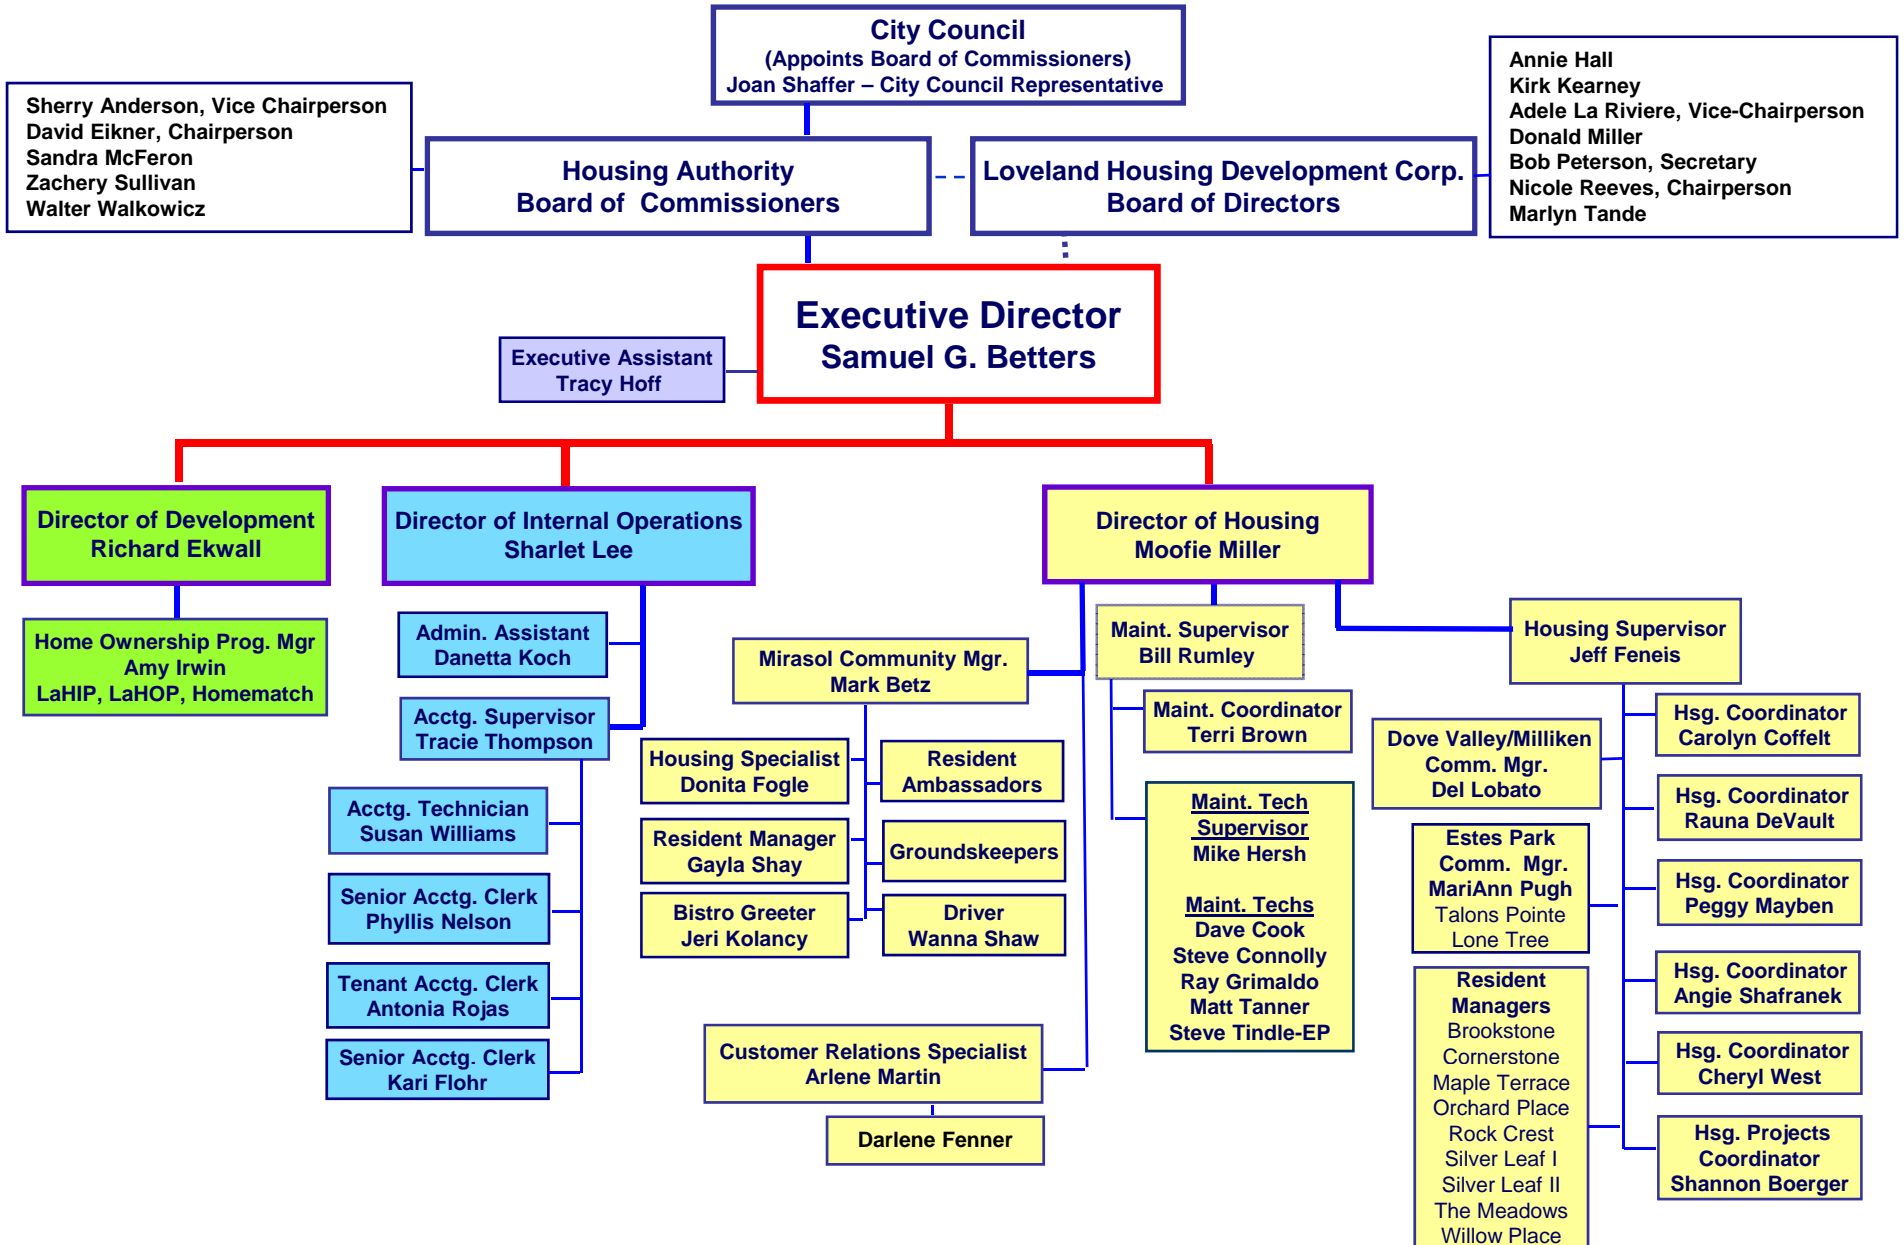 City Council
(Appoints Board of Commissioners)
Joan Shaffer – City Council Representative
Sherry Anderson, Vice Chairperson
David Eikner, Chairperson
Sandra McFeron
Zachery Sullivan
Walter Walkowicz
Housing Authority
Board of Commissioners
Loveland Housing Development Corp.
Board of Directors
Annie Hall
Kirk Kearney
Adele La Riviere, Vice-Chairperson
Donald Miller
Bob Peterson, Secretary
Nicole Reeves, Chairperson
Marlyn Tande
Executive Director
Samuel G. Betters
Executive Assistant
Tracy Hoff
Director of Development
Richard Ekwall
Home Ownership Prog. Mgr
Amy Irwin
LaHIP, LaHOP, Homematch
Director of Internal Operations
Sharlet Lee
Admin. Assistant
Danetta Koch
Acctg. Supervisor
Tracie Thompson
Acctg. Technician
Susan Williams
Senior Acctg. Clerk
Phyllis Nelson
Tenant Acctg. Clerk
Antonia Rojas
Senior Acctg. Clerk
Kari Flohr
Director of Housing
Moofie Miller
Mirasol Community Mgr.
Mark Betz
Housing Specialist
Donita Fogle
Resident
Ambassadors
Resident Manager
Gayla Shay
Groundskeepers
Bistro Greeter
Jeri Kolancy
Driver
Wanna Shaw
Customer Relations Specialist
Arlene Martin
Darlene Fenner
Maint. Supervisor
Bill Rumley
Maint. Coordinator
Terri Brown
Maint. Tech
Supervisor
Mike Hersh
Maint. Techs
Dave Cook
Steve Connolly
Ray Grimaldo
Matt Tanner
Steve Tindle-EP
Housing Supervisor
Jeff Feneis
Dove Valley/Milliken
Comm. Mgr.
Del Lobato
Estes Park
Comm. Mgr.
MariAnn Pugh
Talons Pointe
Lone Tree
Resident
Managers
Brookstone
Cornerstone
Maple Terrace
Orchard Place
Rock Crest
Silver Leaf I
Silver Leaf II
The Meadows
Willow Place
Hsg. Coordinator
Carolyn Coffelt
Hsg. Coordinator
Rauna DeVault
Hsg. Coordinator
Peggy Mayben
Hsg. Coordinator
Angie Shafranek
Hsg. Coordinator
Cheryl West
Hsg. Projects
Coordinator
Shannon Boerger